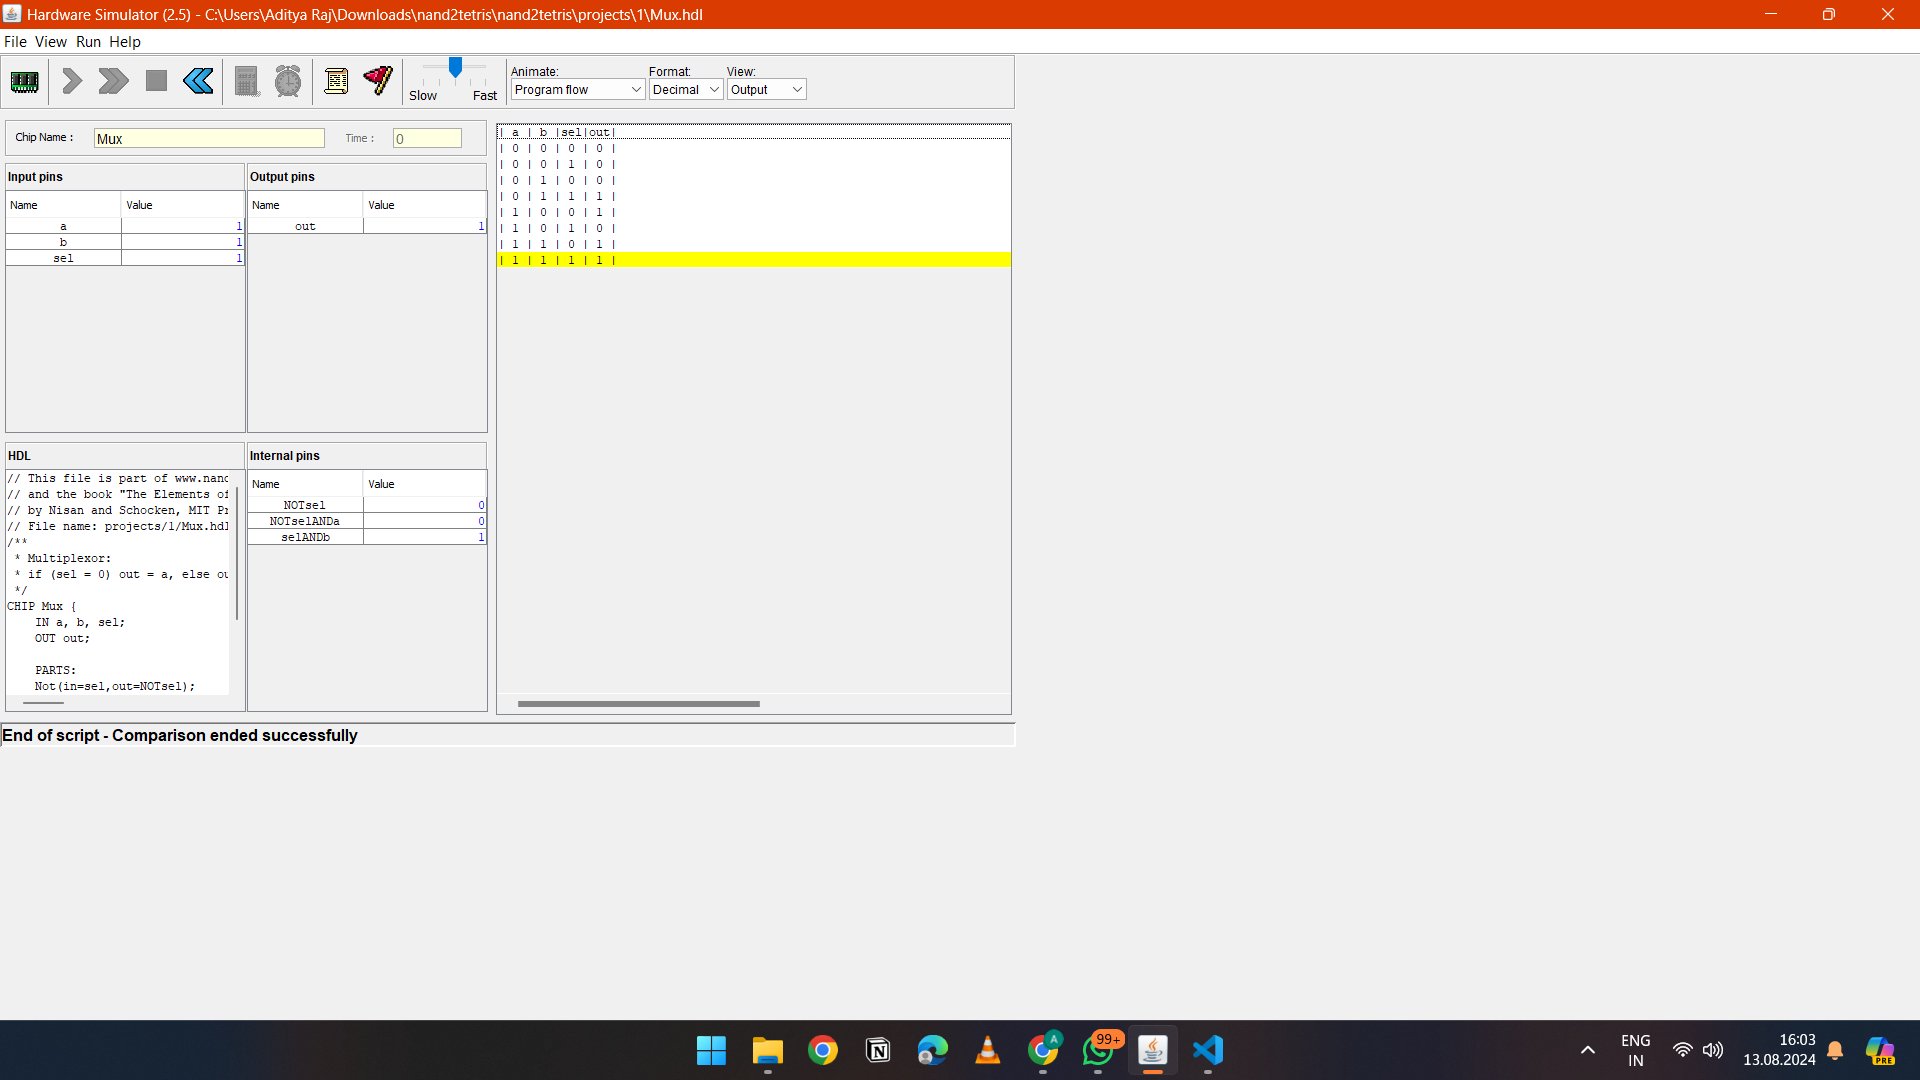 Hardware Simulator (2.5) - C:\Users\Aditya Raj\Downloads\nand2tetris\nand2tetris\projects\1\Mux.hdl
File View Run Help
Slow Fast
Animate: Format: View:
Program flow Decimal Output
Chip Name : Mux Time : 0
Input pins
Name Value
a 1
b 1
sel 1
Output pins
Name Value
out 1
HDL
// This file is part of www.nand
// and the book "The Elements of
// by Nisan and Schocken, MIT Pr
// File name: projects/1/Mux.hdl
/**
* Multiplexor:
* if (sel = 0) out = a, else ou
*/
CHIP Mux {
IN a, b, sel;
OUT out;
PARTS:
Not(in=sel,out=NOTsel);
Internal pins
Name Value
NOTsel 0
NOTselANDa 0
selANDb 1
| a | b |sel|out|
| 0 | 0 | 0 | 0 |
| 0 | 0 | 1 | 0 |
| 0 | 1 | 0 | 0 |
| 0 | 1 | 1 | 1 |
| 1 | 0 | 0 | 1 |
| 1 | 0 | 1 | 0 |
| 1 | 1 | 0 | 1 |
| 1 | 1 | 1 | 1 |
End of script - Comparison ended successfully
A
99+
ENG
IN
16:03
13.08.2024
PRE